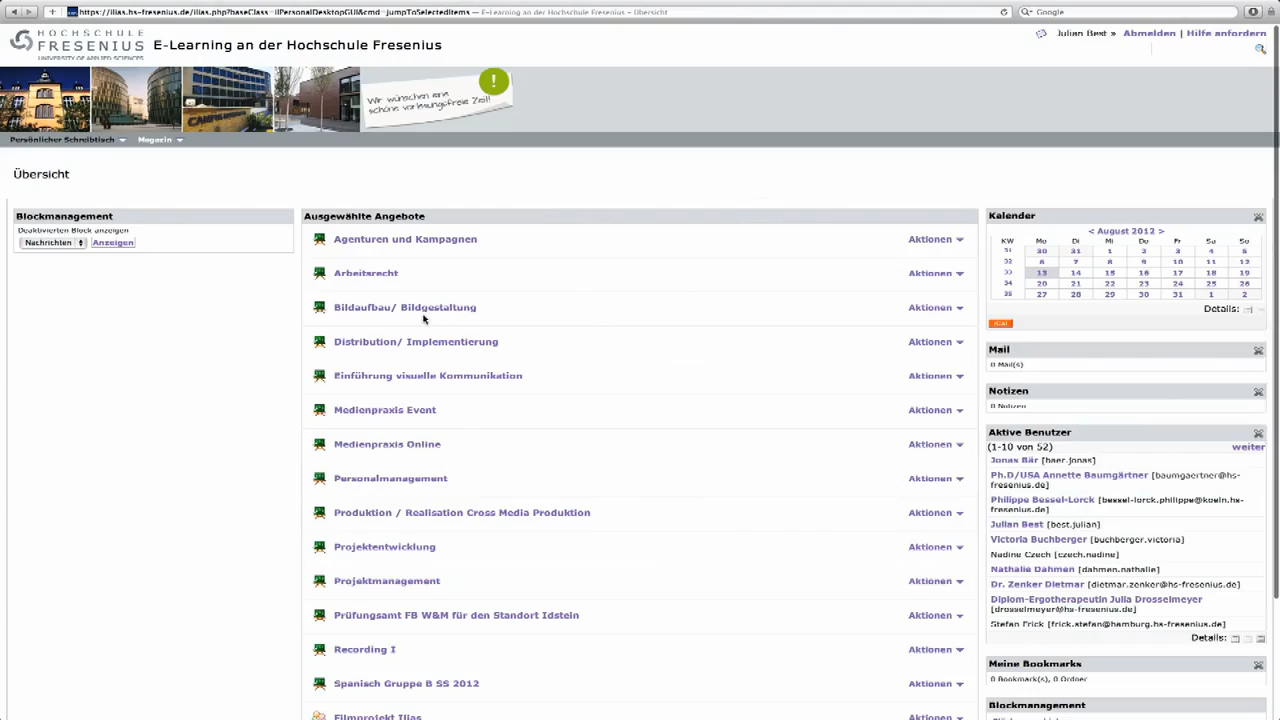 https://ilias.hs-fresenius.de/ilias.php?baseClass=ilPersonalDesktopGUI&cmd=jumpToSelectedItems — E-Learning an der Hochschule Fresenius - Übersicht
Google
HOCHSCHULE
FRESENIUS
UNIVERSITY OF APPLIED SCIENCES
E-Learning an der Hochschule Fresenius
Julian Best » Abmelden | Hilfe anfordern
Wir wünschen eine
schöne vorlesungsfreie Zeit!
!
Persönlicher Schreibtisch
Magazin
Übersicht
Blockmanagement
Deaktivierten Block anzeigen
Nachrichten
Anzeigen
Ausgewählte Angebote
Agenturen und Kampagnen Aktionen
Arbeitsrecht Aktionen
Bildaufbau/ Bildgestaltung Aktionen
Distribution/ Implementierung Aktionen
Einführung visuelle Kommunikation Aktionen
Medienpraxis Event Aktionen
Medienpraxis Online Aktionen
Personalmanagement Aktionen
Produktion / Realisation Cross Media Produktion Aktionen
Projektentwicklung Aktionen
Projektmanagement Aktionen
Prüfungsamt FB W&M für den Standort Idstein Aktionen
Recording I Aktionen
Spanisch Gruppe B SS 2012 Aktionen
Filmprojekt Ilias
Kalender
< August 2012 >
KW Mo Di Mi Do Fr Sa So
31 30 31 1 2 3 4 5
32 6 7 8 9 10 11 12
33 13 14 15 16 17 18 19
34 20 21 22 23 24 25 26
35 27 28 29 30 31 1 2
Details:
iCal
Mail
0 Mail(s)
Notizen
0 Notizen
Aktive Benutzer
(1-10 von 52) weiter
Jonas Bär [baer.jonas]
Ph.D/USA Annette Baumgärtner [baumgaertner@hs-
fresenius.de]
Philippe Bessel-Lorck [bessel-lorck.philippe@koeln.hs-
fresenius.de]
Julian Best [best.julian]
Victoria Buchberger [buchberger.victoria]
Nadine Czech [czech.nadine]
Nathalie Dahmen [dahmen.nathalie]
Dr. Zenker Dietmar [dietmar.zenker@hs-fresenius.de]
Diplom-Ergotherapeutin Julia Drosselmeyer
[drosselmeyer@hs-fresenius.de]
Stefan Frick [frick.stefan@hamburg.hs-fresenius.de]
Details:
Meine Bookmarks
0 Bookmark(s), 0 Ordner
Blockmanagement